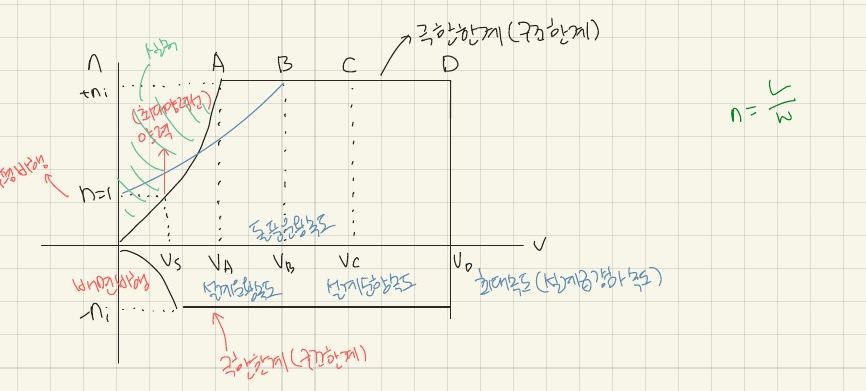 극한한계(구조한계)
실속
n A B C D
+ni
(최대양력선)
양력
n = L/W
n=1
돌풍운용속도
V
VS VA VB VC VD
배면비행
설계운용속도 설계순항속도 최대속도(설계급강하속도)
-ni
극한한계(구조한계)